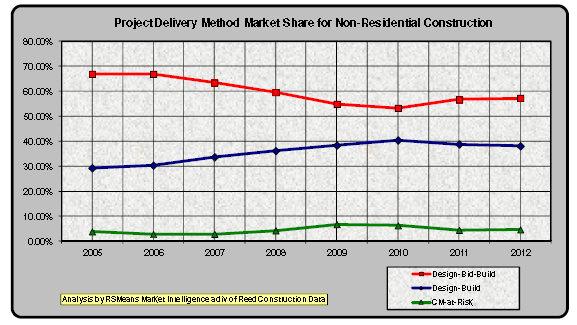 Project Delivery Method Market Share for Non-Residential Construction
80.00%
70.00%
60.00%
50.00%
40.00%
30.00%
20.00%
10.00%
0.00%
2005 2006 2007 2008 2009 2010 2011 2012
Design-Bid-Build
Design-Build
CM-at-Risk
Analysis by RSMeans Market Intelligence a div of Reed Construction Data